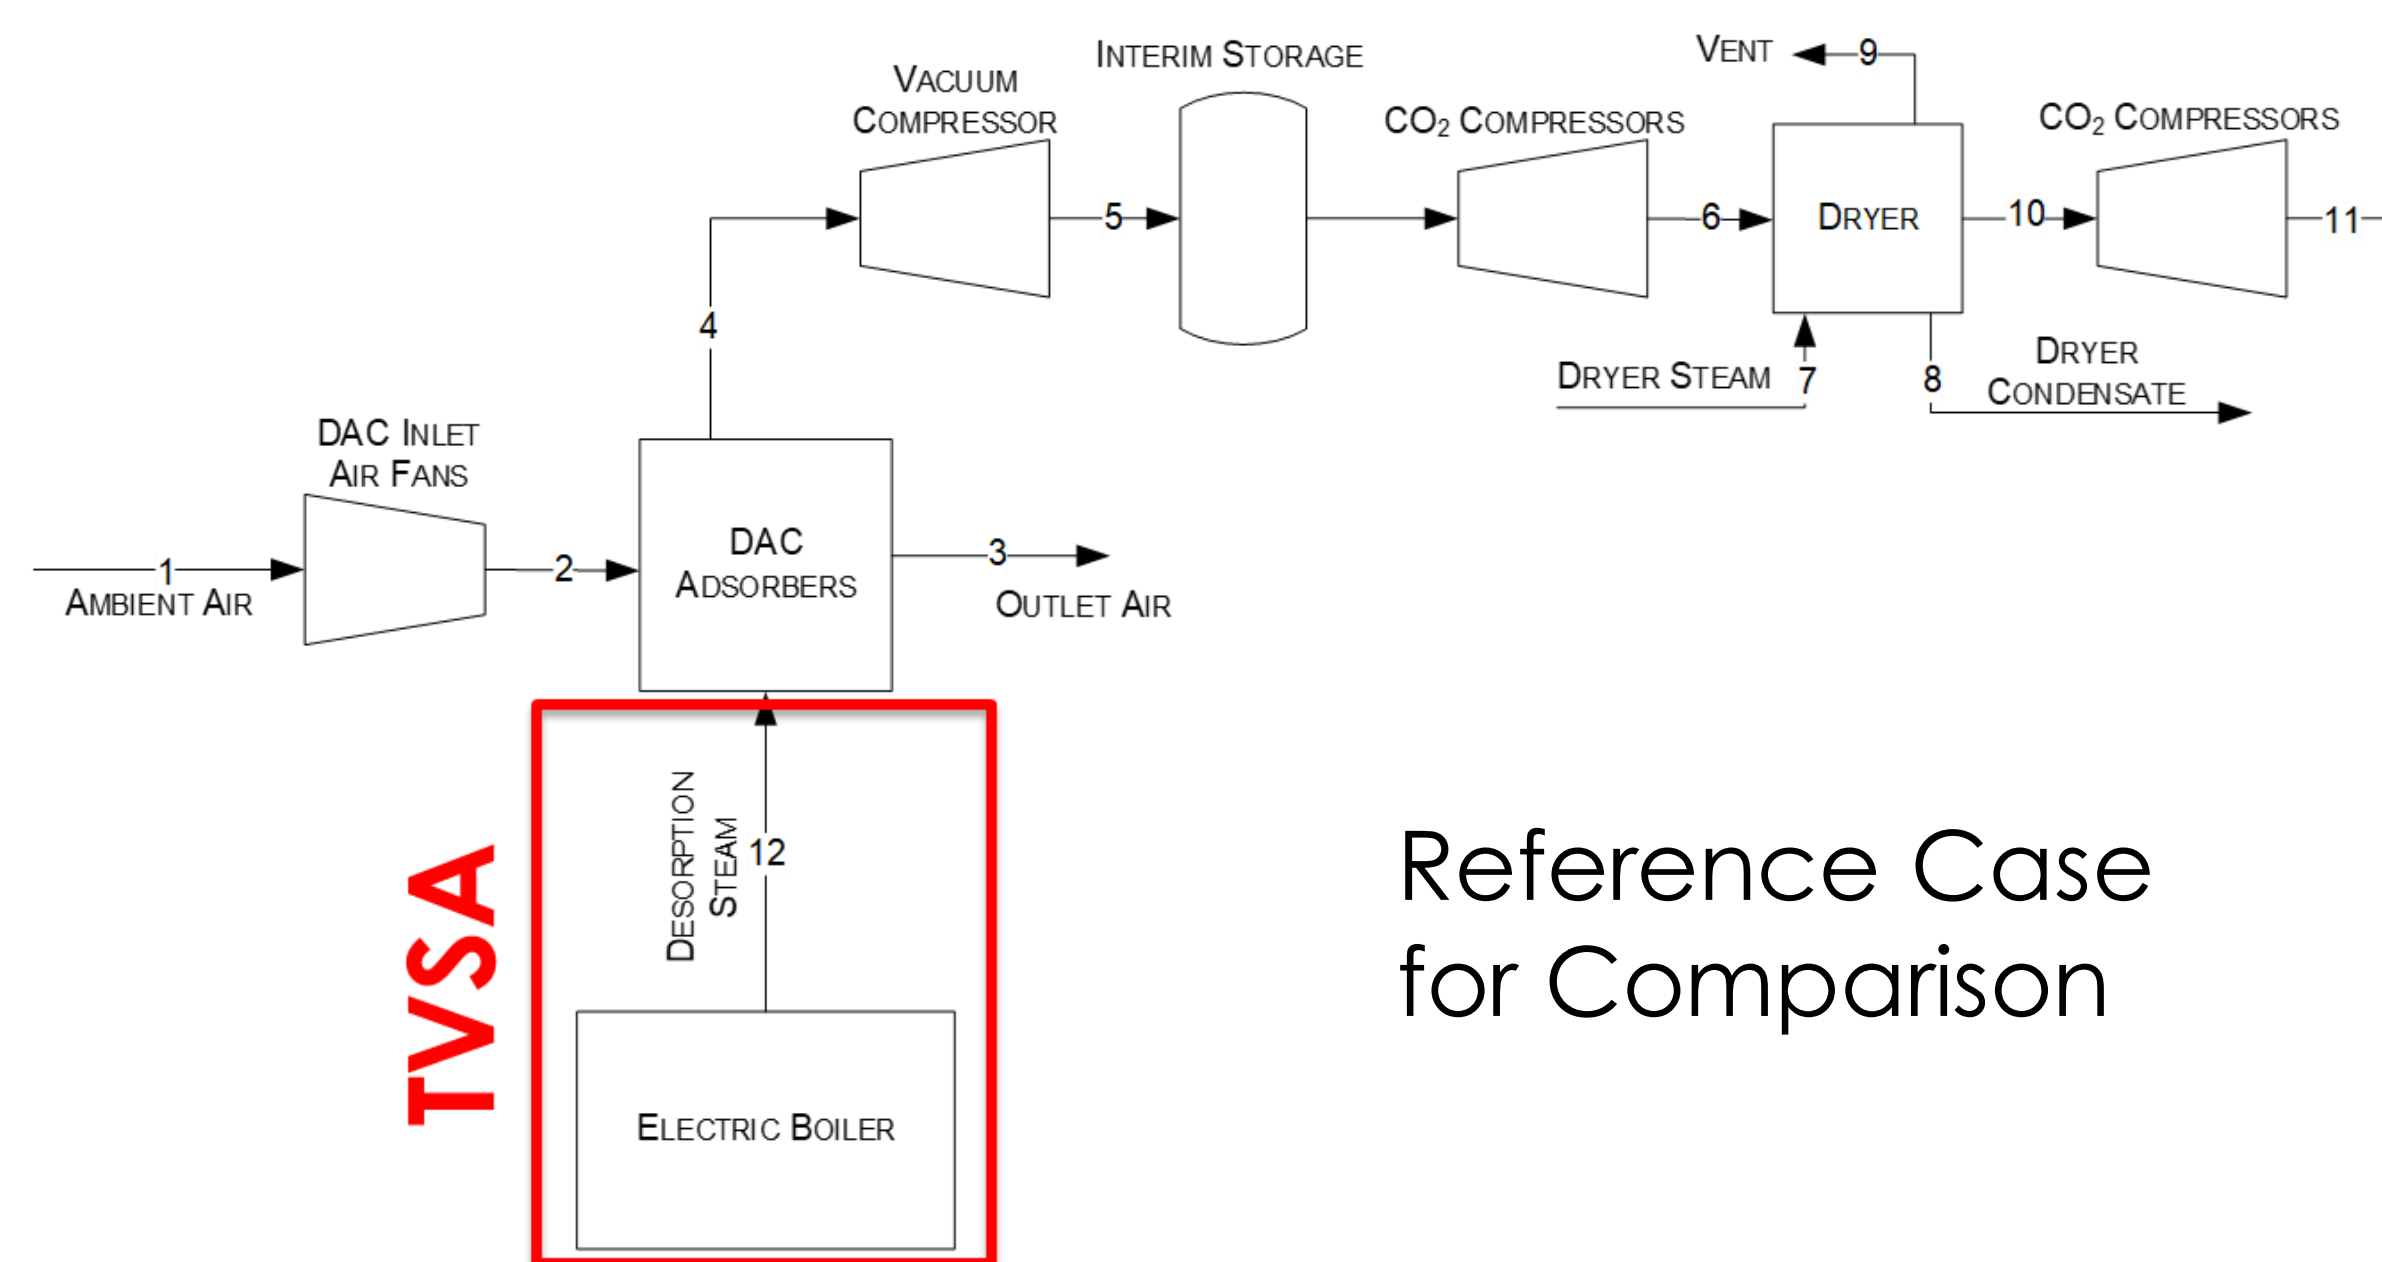 INTERIM STORAGE
VENT
9
VACUUM
COMPRESSOR
CO₂ COMPRESSORS
CO₂ COMPRESSORS
5
6
DRYER
10
11
4
DRYER STEAM
7
8
DRYER
CONDENSATE
DAC INLET
AIR FANS
1
AMBIENT AIR
2
DAC
ADSORBERS
3
OUTLET AIR
TVSA
DESORPTION
STEAM
12
ELECTRIC BOILER
Reference Case
for Comparison